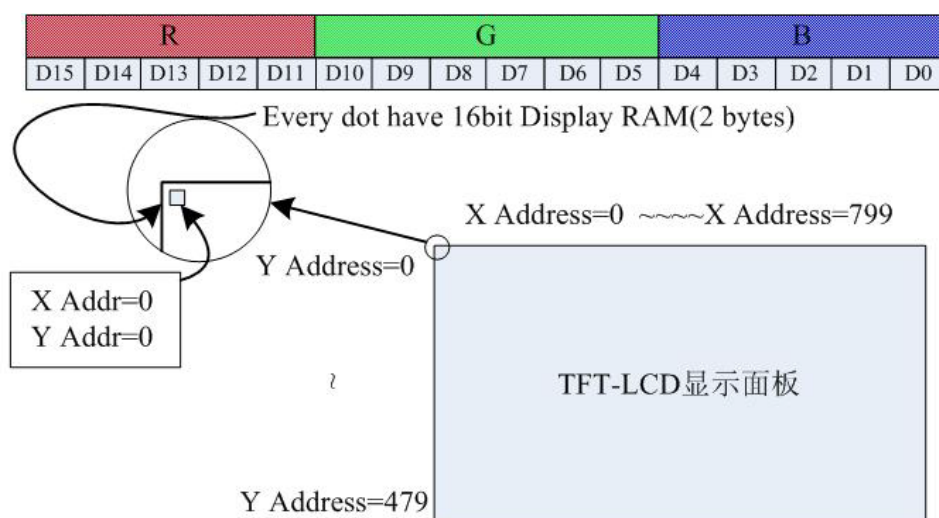 R G B
D15 D14 D13 D12 D11 D10 D9 D8 D7 D6 D5 D4 D3 D2 D1 D0
Every dot have 16bit Display RAM(2 bytes)
X Address=0 ~~~~X Address=799
Y Address=0
X Addr=0
Y Addr=0
~
TFT-LCD显示面板
Y Address=479